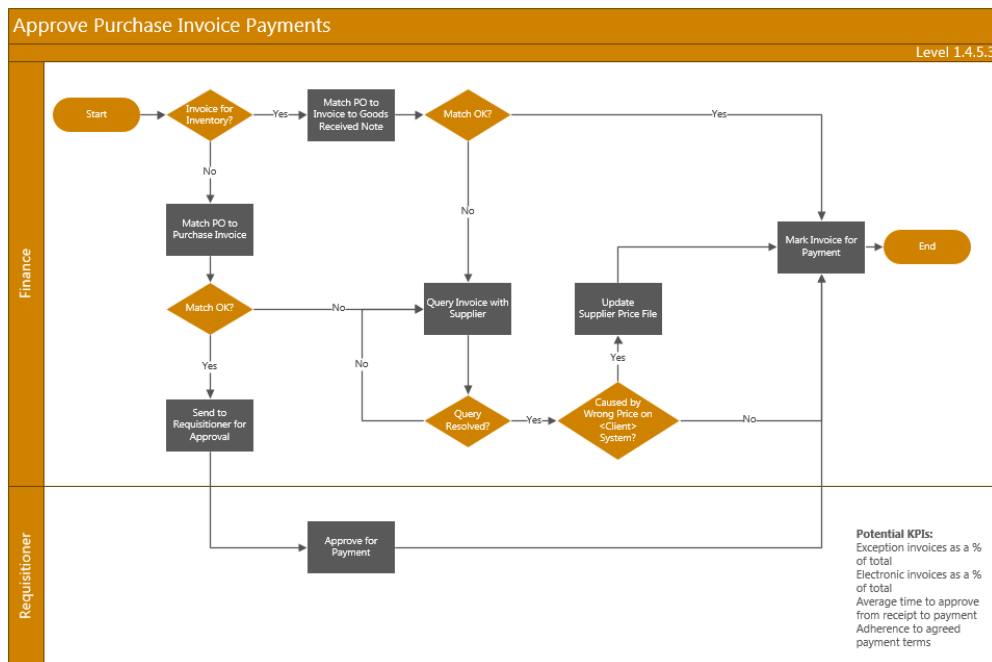 Approve Purchase Invoice Payments
Level 1.4.5.3
Finance
Start
Invoice for
Inventory?
Yes
Match PO to
Invoice to Goods
Received Note
Match OK?
Yes
No
No
Match PO to
Purchase Invoice
Mark Invoice for
Payment
End
Match OK?
No
Query Invoice with
Supplier
Update
Supplier Price File
Yes
No
Yes
Send to
Requisitioner for
Approval
Query
Resolved?
Yes
Caused by
Wrong Price on
<Client>
System?
No
Requisitioner
Approve for
Payment
Potential KPIs:
Exception invoices as a %
of total
Electronic invoices as a %
of total
Average time to approve
from receipt to payment
Adherence to agreed
payment terms